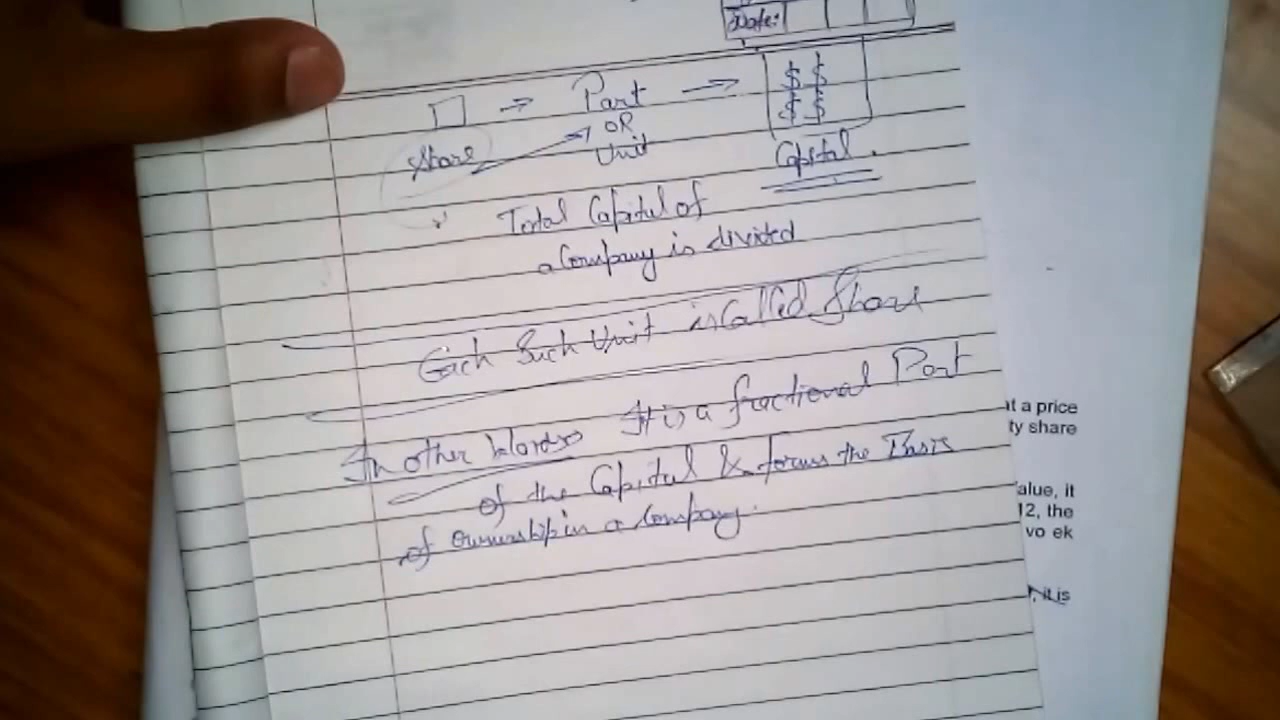 Date:
□ → Part → $ $
$ $
Share OR
Unit Capital.
Total Capital of
a Company is divided
Each Such Unit is Called Share
In other Words It is a fractional Part
of the Capital & forms the Basis
of ownership in a Company.
at a price
ty share
alue, it
12, the
vo ek
, it is